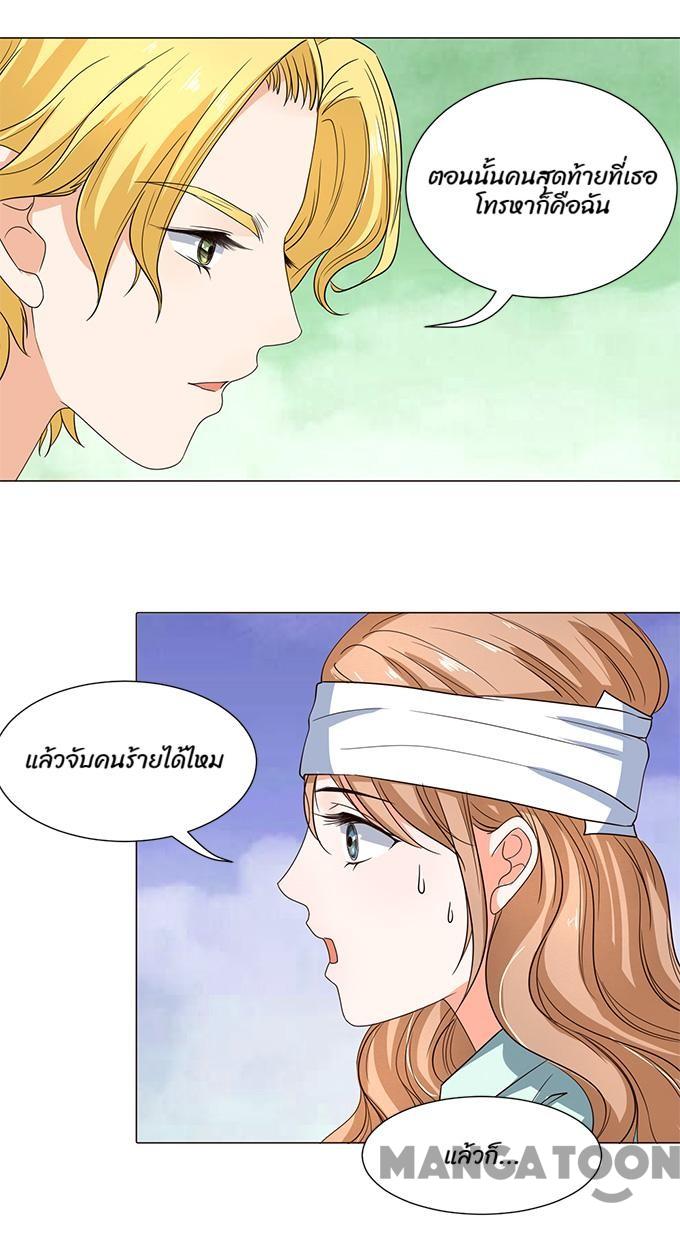 ตอนนั้นคนสุดท้ายที่เธอ
โทรหาก็คือฉัน
แล้วจับคนร้ายได้ไหม
แล้วก็...
MANGATOON